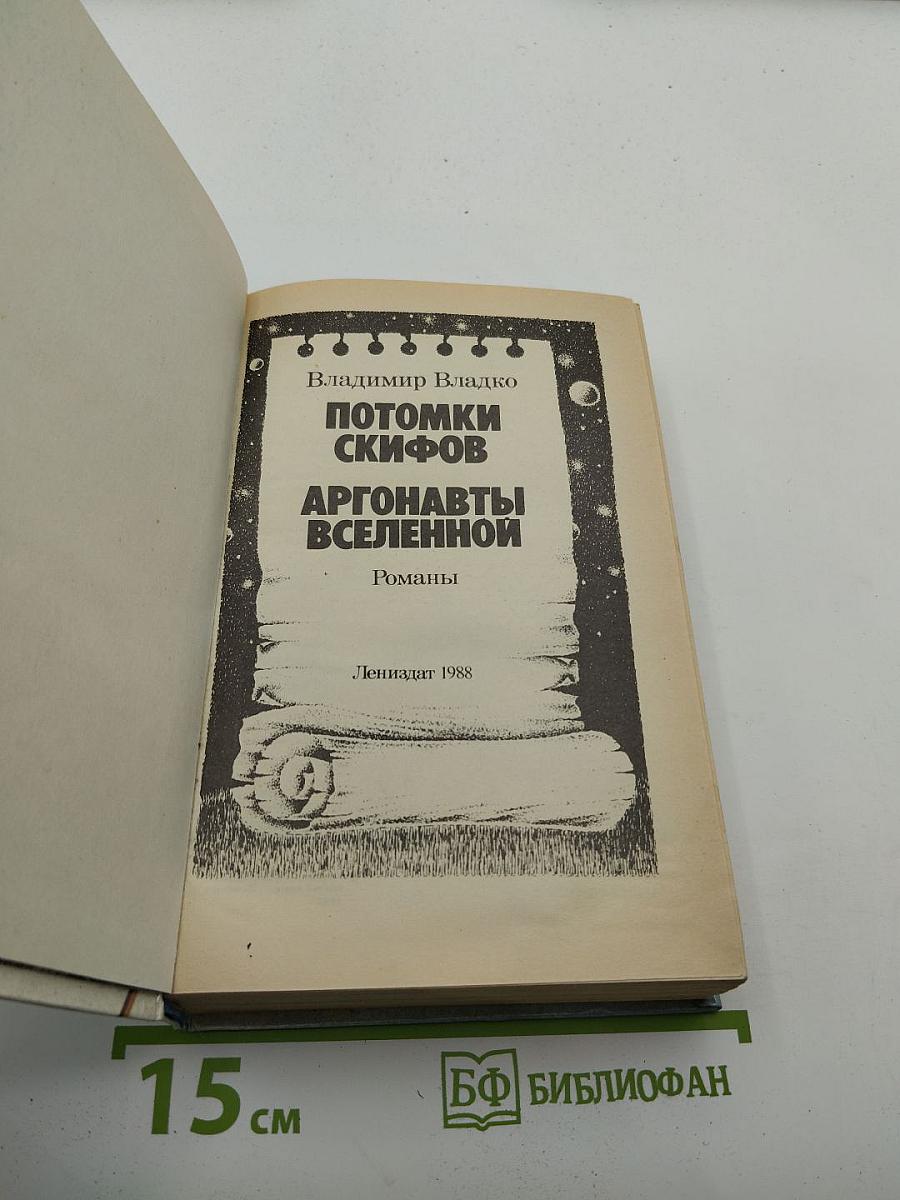 Владимир Владко
ПОТОМКИ
СКИФОВ
АРГОНАВТЫ
ВСЕЛЕННОЙ
Романы
Лениздат 1988
15 см
БФ БИБЛИОФАН